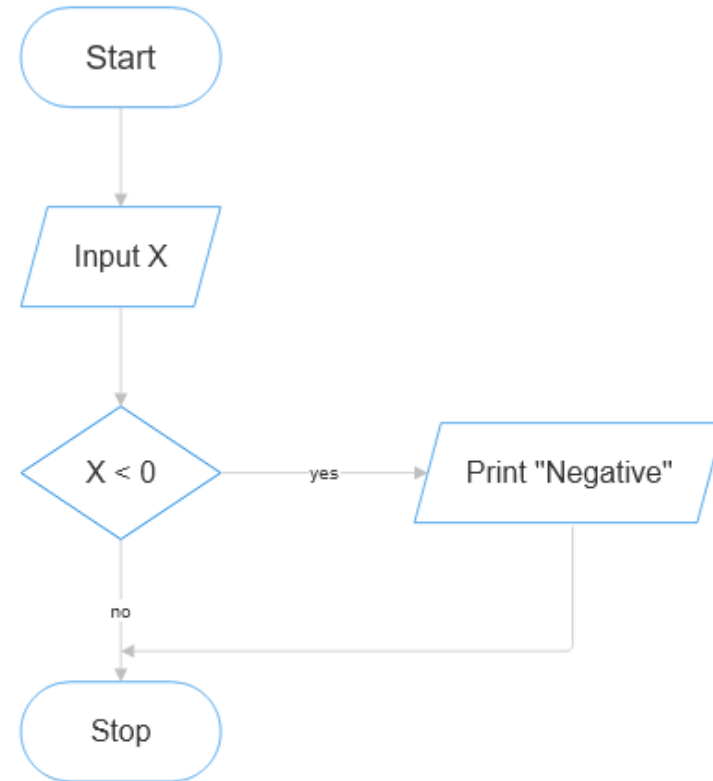 Start
Input X
X < 0
yes
Print "Negative"
no
Stop